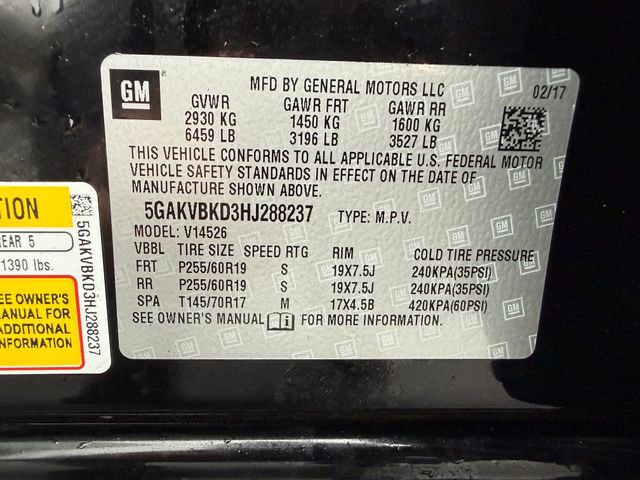 GM
MFD BY GENERAL MOTORS LLC 02/17
GVWR GAWR FRT GAWR RR
2930 KG 1450 KG 1600 KG
6459 LB 3196 LB 3527 LB
THIS VEHICLE CONFORMS TO ALL APPLICABLE U.S. FEDERAL MOTOR
VEHICLE SAFETY STANDARDS IN EFFECT ON THE DATE OF
MANUFACTURE SHOWN ABOVE.
5GAKVBKD3HJ288237 TYPE: M.P.V.
MODEL: V14526
VBBL TIRE SIZE SPEED RTG RIM COLD TIRE PRESSURE
FRT P255/60R19 S 19X7.5J 240KPA(35PSI)
RR P255/60R19 S 19X7.5J 240KPA(35PSI)
SPA T145/70R17 M 17X4.5B 420KPA(60PSI)
SEE OWNER'S MANUAL i FOR MORE INFORMATION.
TION
REAR 5
1390 lbs.
SEE OWNER'S
MANUAL FOR
ADDITIONAL
INFORMATION
5GAKVBKD3HJ288237